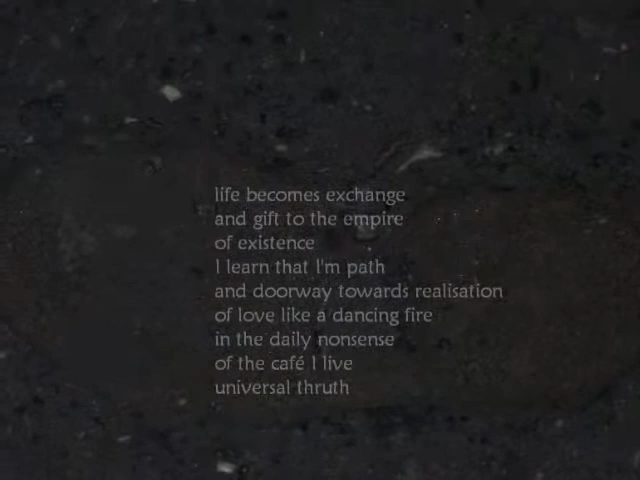 life becomes exchange
and gift to the empire
of existence
I learn that I'm path
and doorway towards realisation
of love like a dancing fire
in the daily nonsense
of the café I live
universal thruth